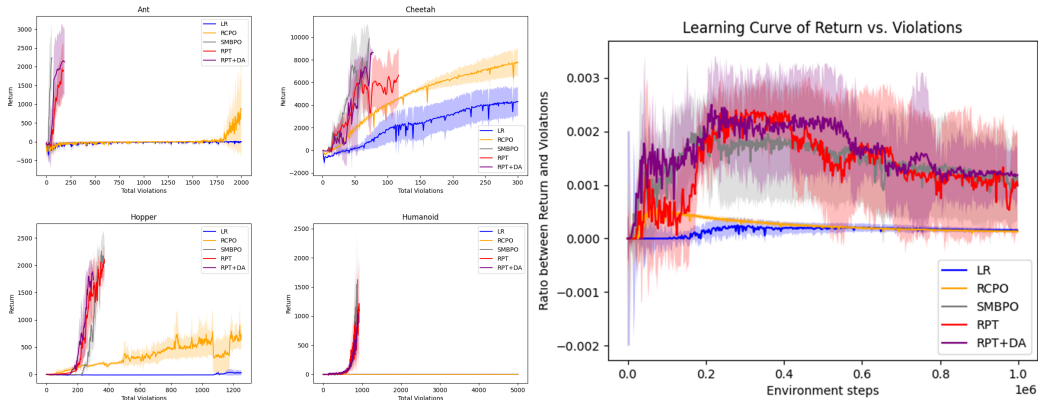 Ant
3000
2500
2000
1500
1000
500
0
−500
Return
0 250 500 750 1000 1250 1500 1750 2000
Total Violations
LR
RCPO
SMBPO
RPT
RPT+DA
Cheetah
10000
8000
6000
4000
2000
0
−2000
Return
0 50 100 150 200 250 300
Total Violations
LR
RCPO
SMBPO
RPT
RPT+DA
Hopper
2500
2000
1500
1000
500
0
Return
0 200 400 600 800 1000 1200
Total Violations
LR
RCPO
SMBPO
RPT
RPT+DA
Humanoid
2000
1500
1000
500
0
Return
0 1000 2000 3000 4000 5000
Total Violations
LR
RCPO
SMBPO
RPT
RPT+DA
Learning Curve of Return vs. Violations
0.003
0.002
0.001
0.000
−0.001
−0.002
Ratio between Return and Violations
0.0 0.2 0.4 0.6 0.8 1.0
1e6
Environment steps
LR
RCPO
SMBPO
RPT
RPT+DA